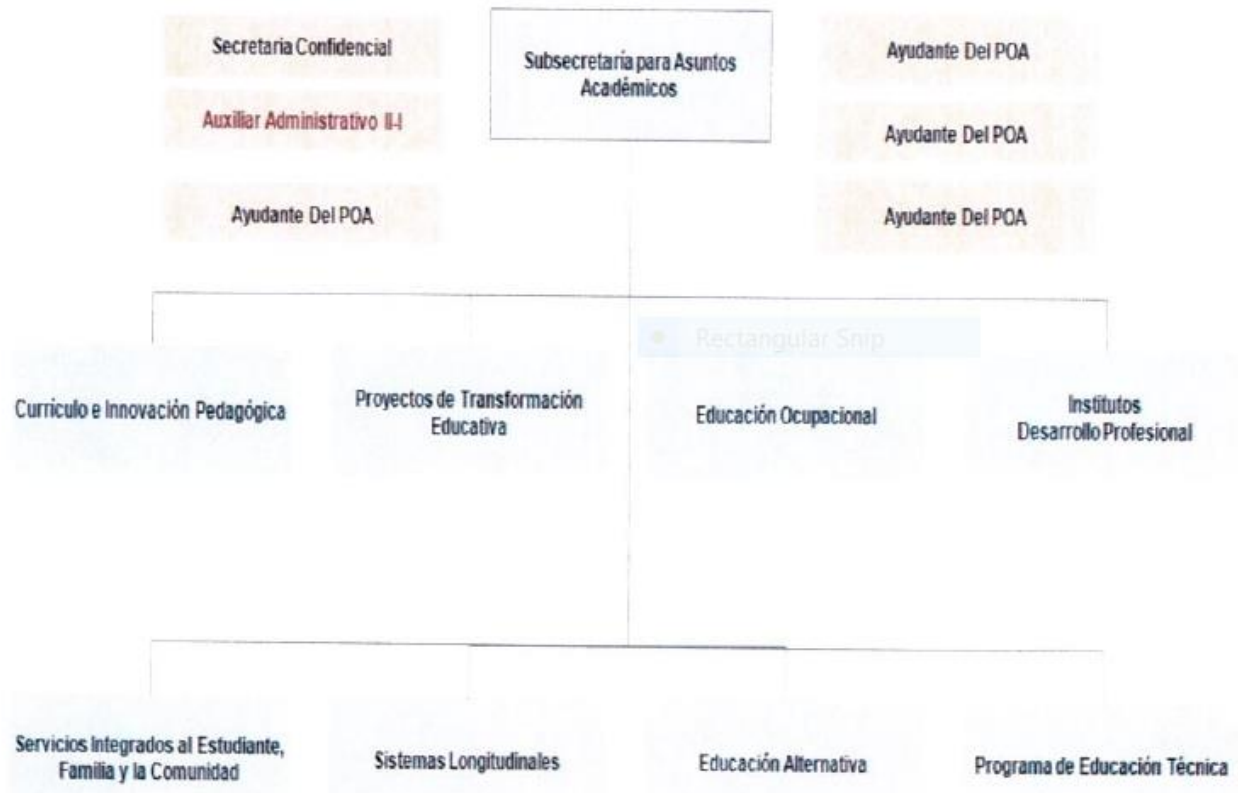 Secretaria Confidencial
Auxiliar Administrativo II-I
Ayudante Del POA
Subsecretaría para Asuntos
Académicos
Ayudante Del POA
Ayudante Del POA
Ayudante Del POA
Rectangular Snip
Currículo e Innovación Pedagógica
Proyectos de Transformación
Educativa
Educación Ocupacional
Institutos
Desarrollo Profesional
Servicios Integrados al Estudiante,
Familia y la Comunidad
Sistemas Longitudinales
Educación Alternativa
Programa de Educación Técnica